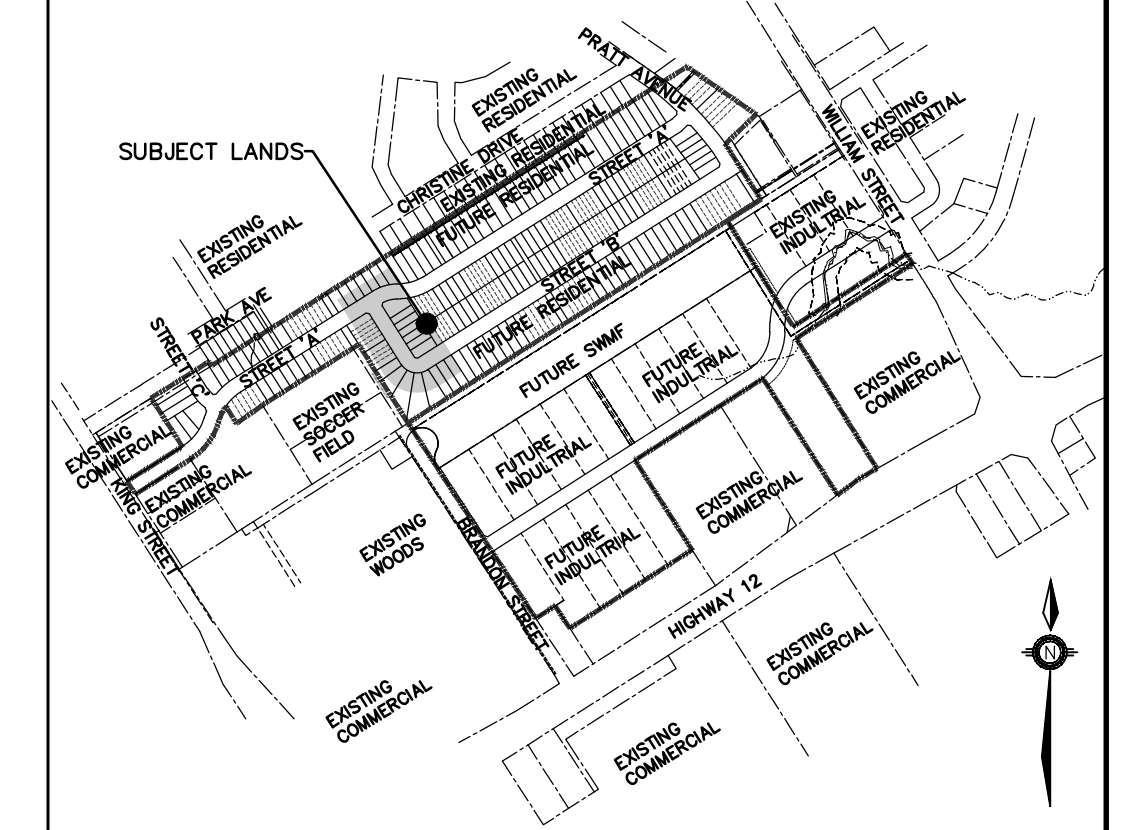 PRATT AVENUE
EXISTING
RESIDENTIAL
EXISTING
RESIDENTIAL
WILLIAM STREET
SUBJECT LANDS
CHRISTINE DRIVE
EXISTING RESIDENTIAL
FUTURE RESIDENTIAL
STREET 'A'
EXISTING
RESIDENTIAL
EXISTING
INDULTRIAL
STREET 'B'
FUTURE RESIDENTIAL
PARK AVE
STREET 'C'
STREET 'A'
FUTURE SWMF
FUTURE
INDULTRIAL
EXISTING
COMMERCIAL
EXISTING
SOCCER
FIELD
EXISTING
COMMERCIAL
EXISTING
COMMERCIAL
KING STREET
FUTURE
INDULTRIAL
EXISTING
COMMERCIAL
EXISTING
WOODS
BRANDON STREET
FUTURE
INDULTRIAL
HIGHWAY 12
EXISTING
COMMERCIAL
N
EXISTING
COMMERCIAL
EXISTING
COMMERCIAL